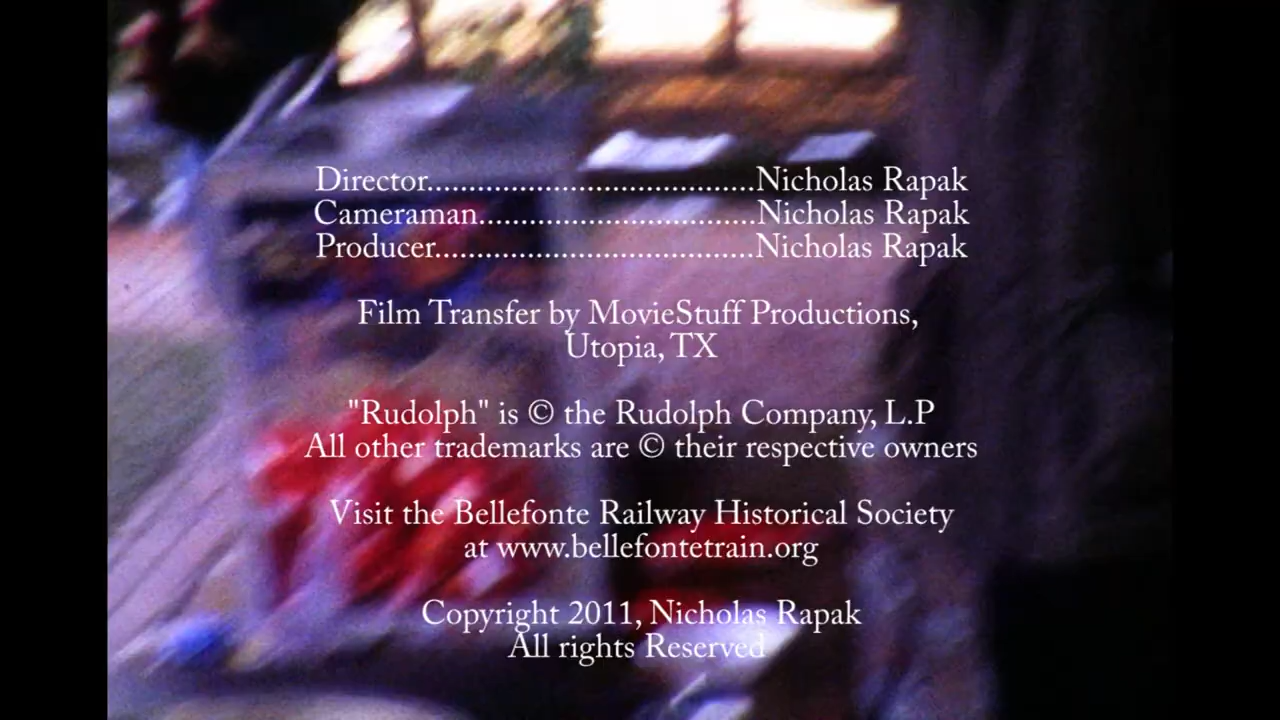 Director.......................................Nicholas Rapak
Cameraman.................................Nicholas Rapak
Producer......................................Nicholas Rapak
Film Transfer by MovieStuff Productions,
Utopia, TX
"Rudolph" is © the Rudolph Company, L.P
All other trademarks are © their respective owners
Visit the Bellefonte Railway Historical Society
at www.bellefontetrain.org
Copyright 2011, Nicholas Rapak
All rights Reserved